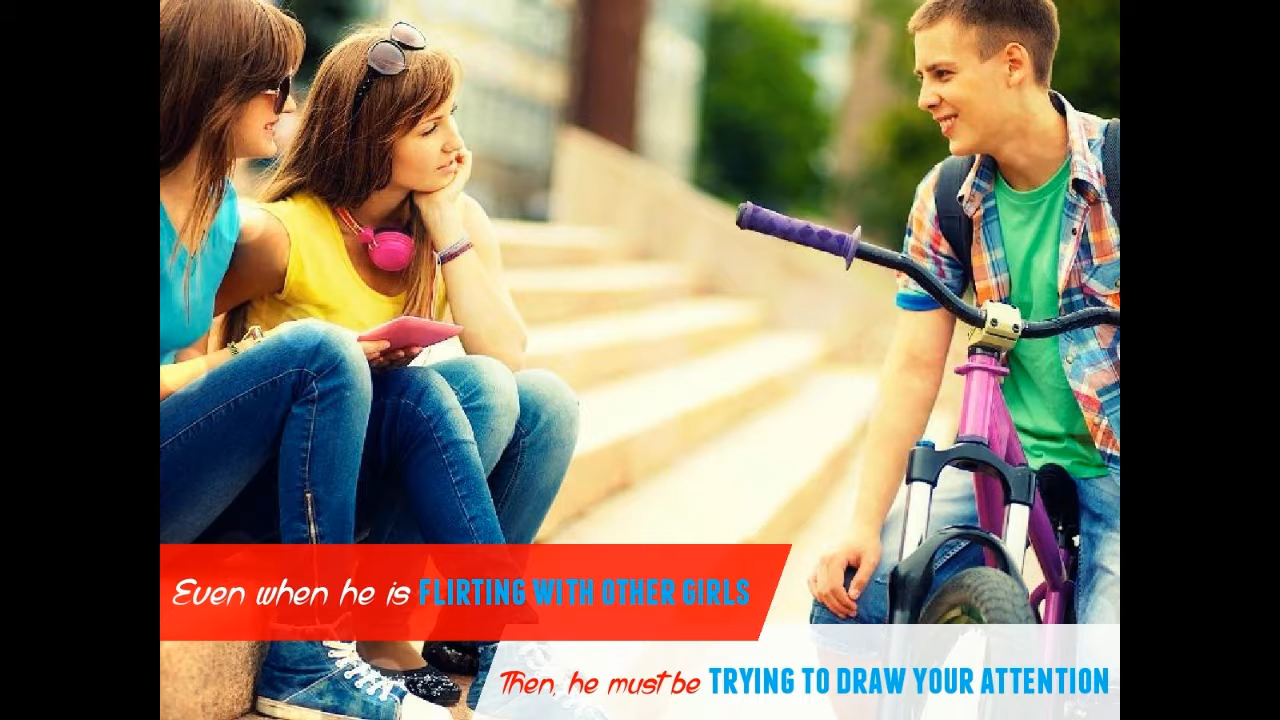 Even when he is FLIRTING WITH OTHER GIRLS
Then, he must be TRYING TO DRAW YOUR ATTENTION